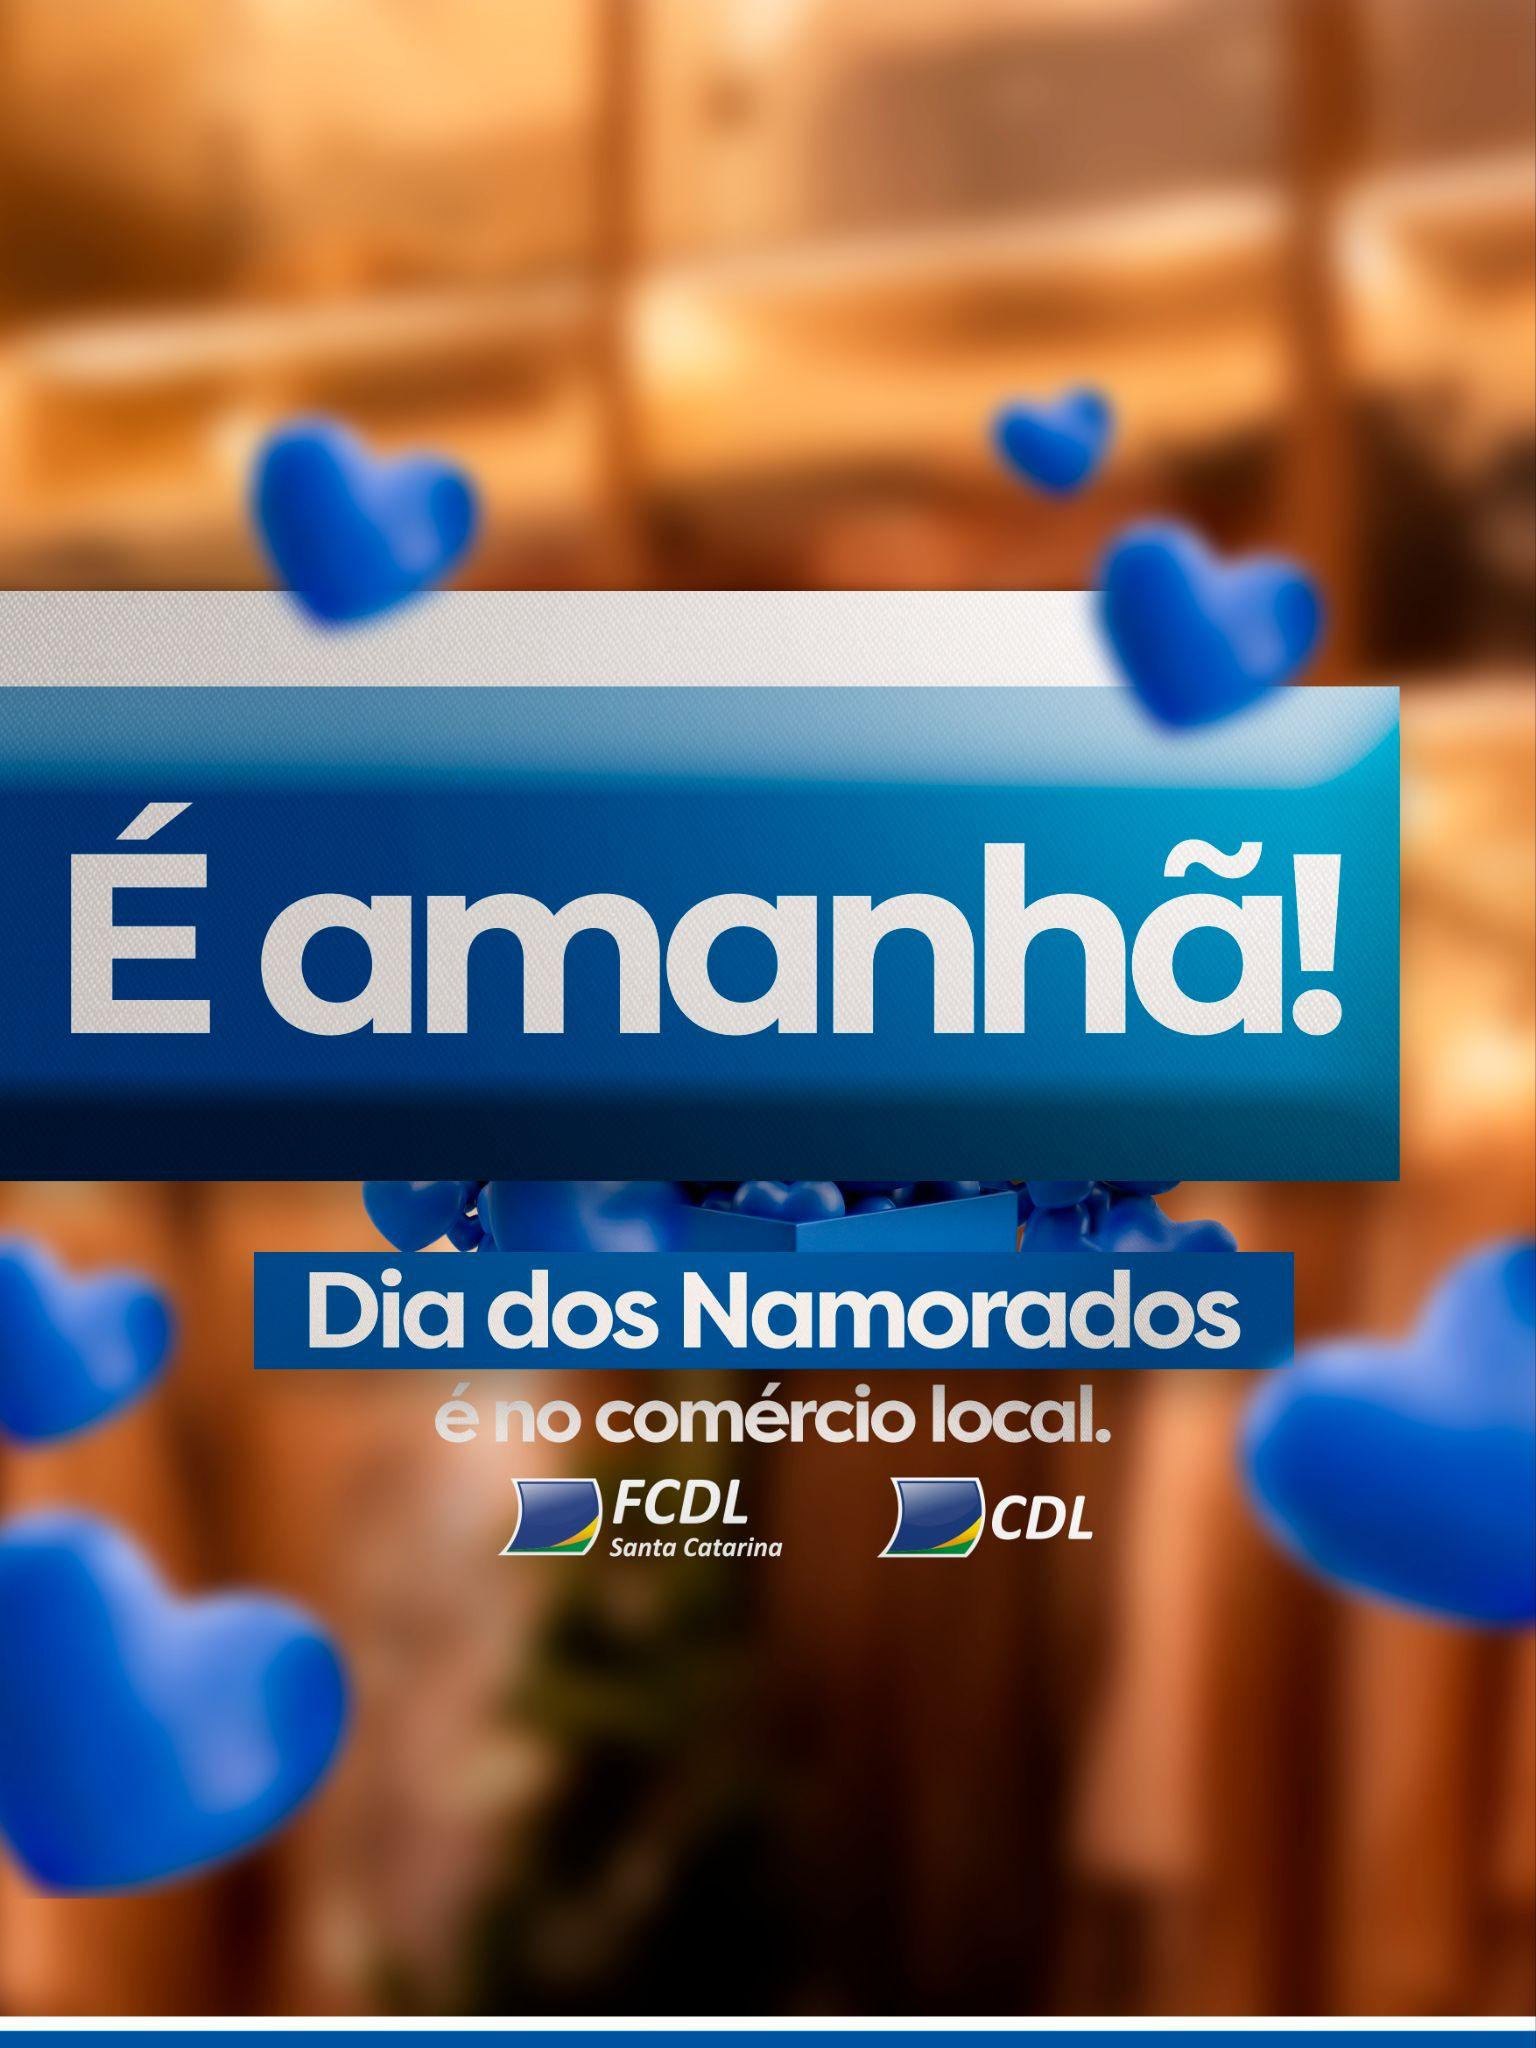 É amanhã!
Dia dos Namorados
é no comércio local.
FCDL
Santa Catarina
CDL